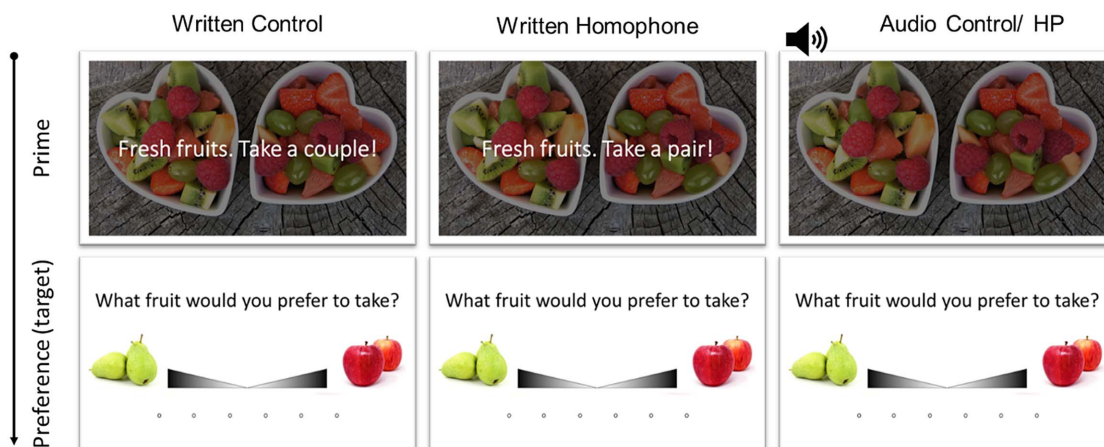 Written Control
Written Homophone
Audio Control/ HP
Prime
Fresh fruits. Take a couple!
Fresh fruits. Take a pair!
Preference (target)
What fruit would you prefer to take?
What fruit would you prefer to take?
What fruit would you prefer to take?